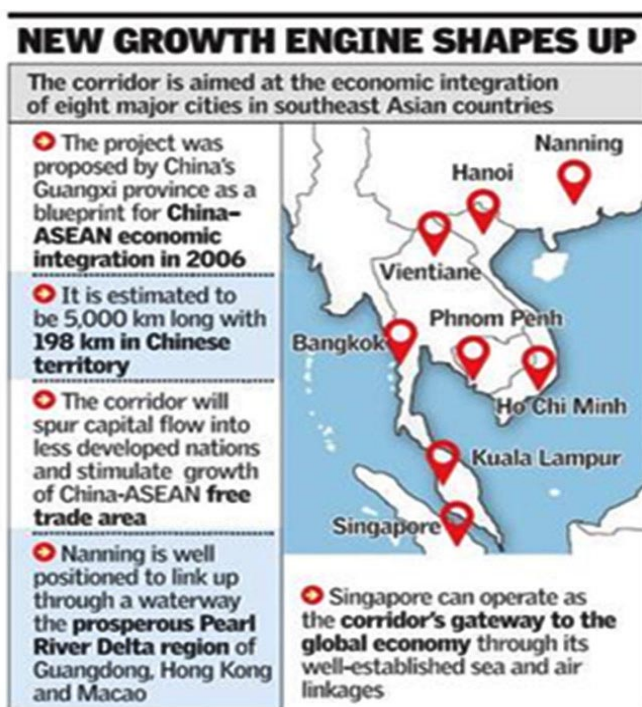 NEW GROWTH ENGINE SHAPES UP
The corridor is aimed at the economic integration
of eight major cities in southeast Asian countries
The project was
proposed by China's
Guangxi province as a
blueprint for China–
ASEAN economic
integration in 2006
It is estimated to
be 5,000 km long with
198 km in Chinese
territory
The corridor will
spur capital flow into
less developed nations
and stimulate growth
of China-ASEAN free
trade area
Nanning is well
positioned to link up
through a waterway
the prosperous Pearl
River Delta region of
Guangdong, Hong Kong
and Macao
Nanning
Hanoi
Vientiane
Phnom Penh
Bangkok
Ho Chi Minh
Kuala Lampur
Singapore
Singapore can operate as
the corridor's gateway to the
global economy through its
well-established sea and air
linkages